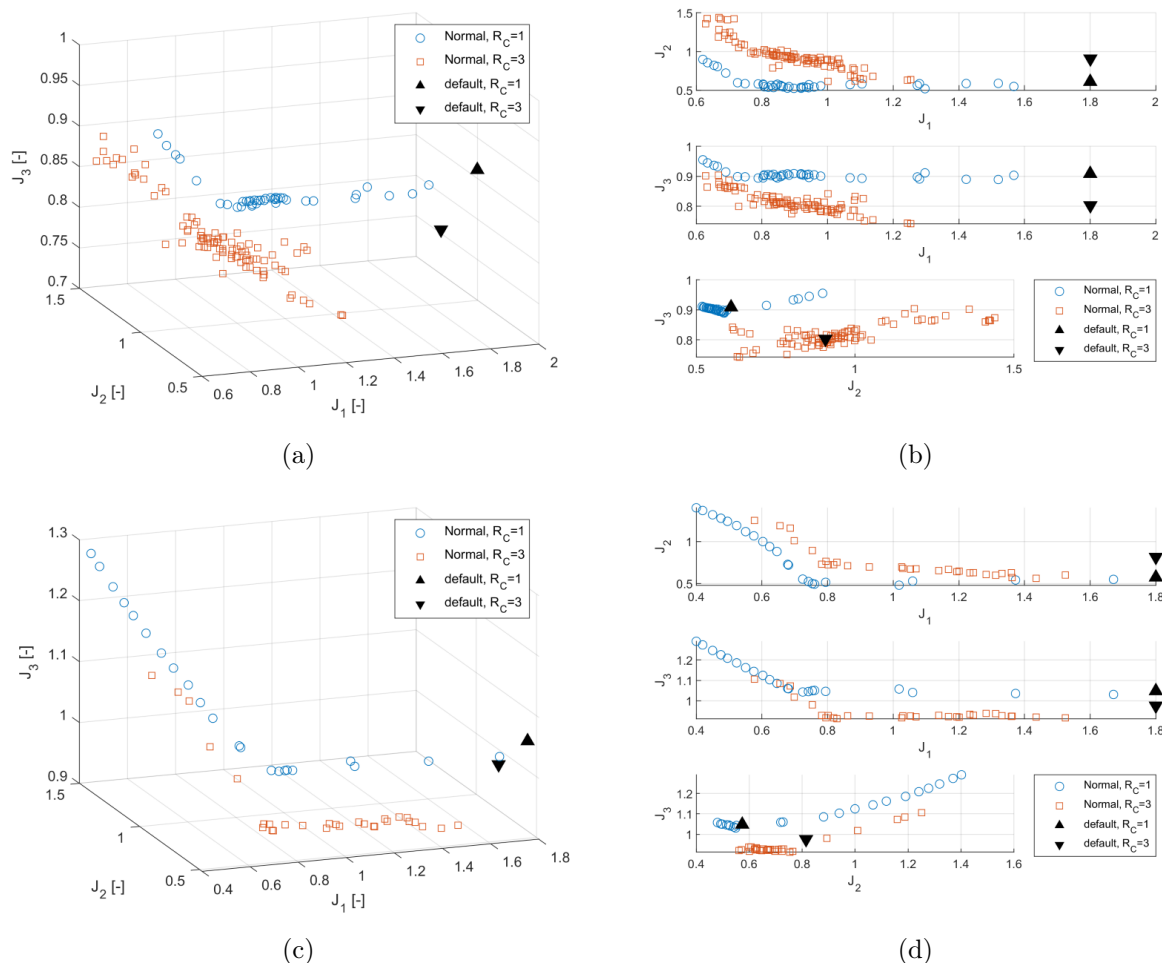 1
0.95
0.9
0.85
0.8
0.75
0.7
J3 [-]
1.5
1
0.5
J2 [-]
0.6
0.8
1
1.2
1.4
1.6
1.8
2
J1 [-]
Normal, RC=1
Normal, RC=3
default, RC=1
default, RC=3
(a)
1.5
1
0.5
J2
0.6 0.8 1 1.2 1.4 1.6 1.8 2
J1
1
0.9
0.8
J3
0.6 0.8 1 1.2 1.4 1.6 1.8 2
J1
1
0.9
0.8
J3
0.5 1 1.5
J2
Normal, RC=1
Normal, RC=3
default, RC=1
default, RC=3
(b)
1.3
1.2
1.1
1
0.9
J3 [-]
1.5
1
0.5
J2 [-]
0.4
0.6
0.8
1
1.2
1.4
1.6
1.8
J1 [-]
Normal, RC=1
Normal, RC=3
default, RC=1
default, RC=3
(c)
1
0.5
J2
0.4 0.6 0.8 1 1.2 1.4 1.6 1.8
J1
1.2
1.1
1
J3
0.4 0.6 0.8 1 1.2 1.4 1.6 1.8
J1
1.2
1.1
1
J3
0.4 0.6 0.8 1 1.2 1.4 1.6
J2
Normal, RC=1
Normal, RC=3
default, RC=1
default, RC=3
(d)